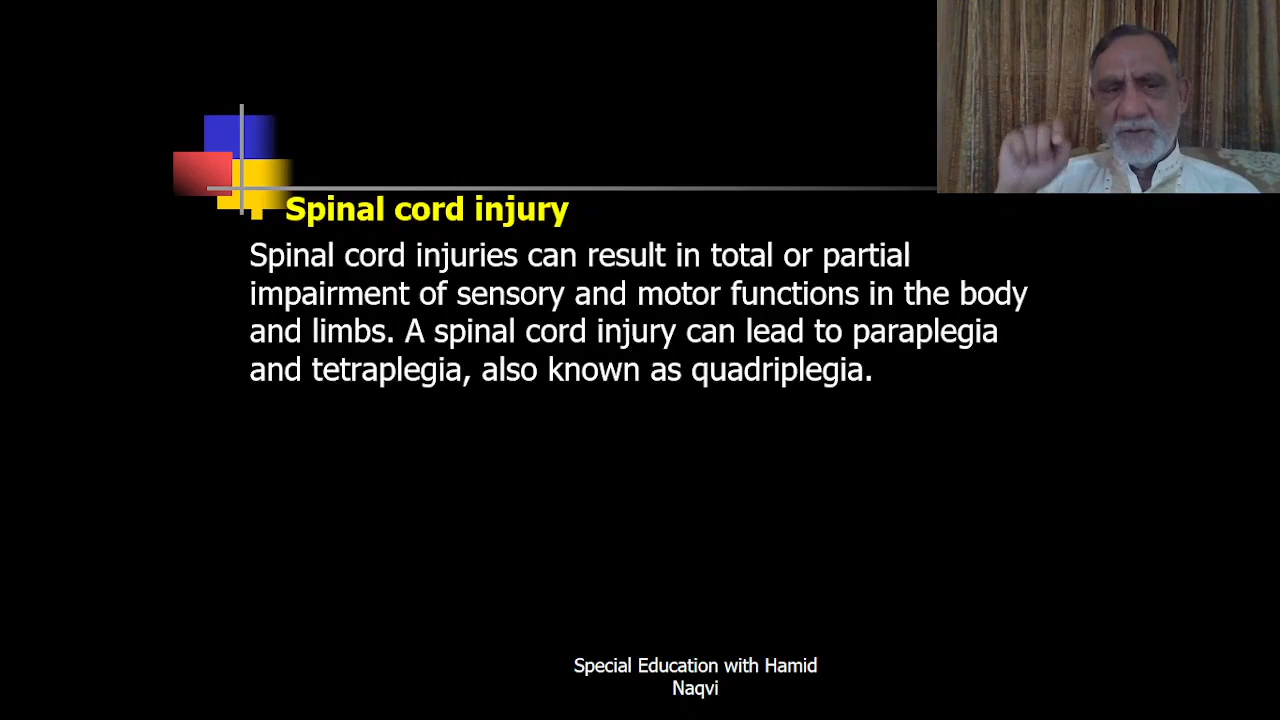 Spinal cord injury
Spinal cord injuries can result in total or partial
impairment of sensory and motor functions in the body
and limbs. A spinal cord injury can lead to paraplegia
and tetraplegia, also known as quadriplegia.
Special Education with Hamid
Naqvi